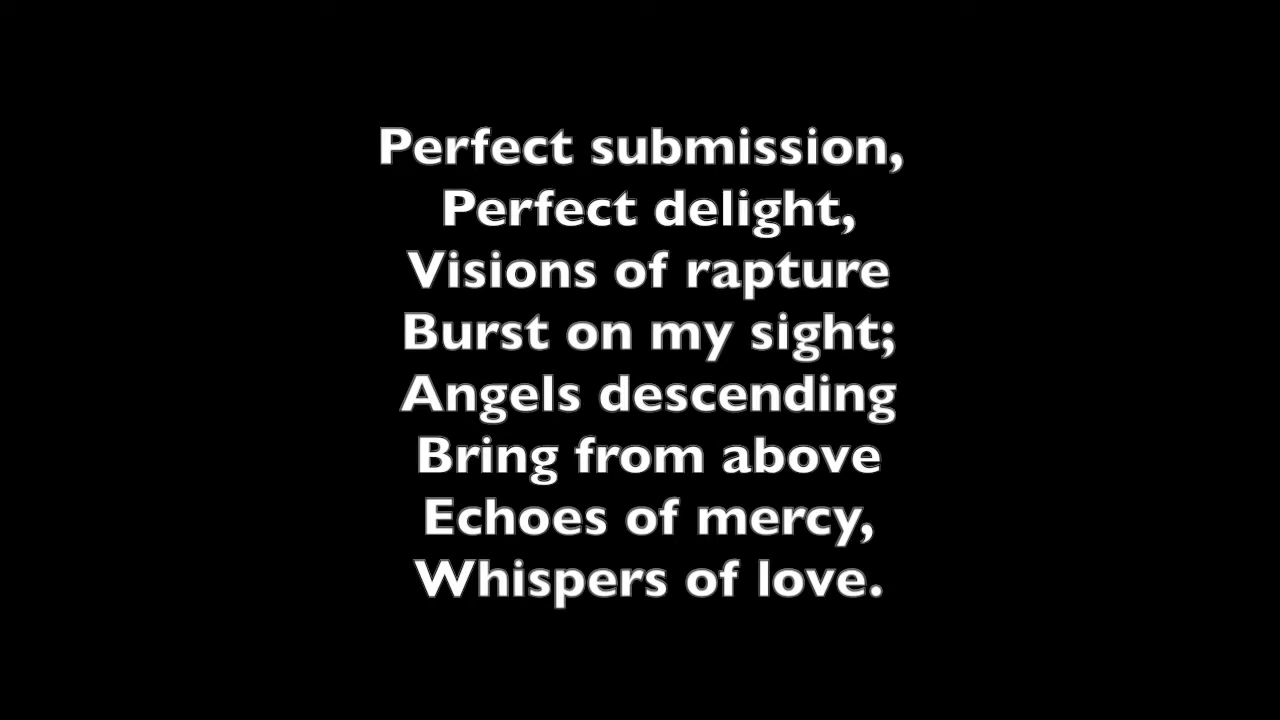 Perfect submission,
Perfect delight,
Visions of rapture
Burst on my sight;
Angels descending
Bring from above
Echoes of mercy,
Whispers of love.